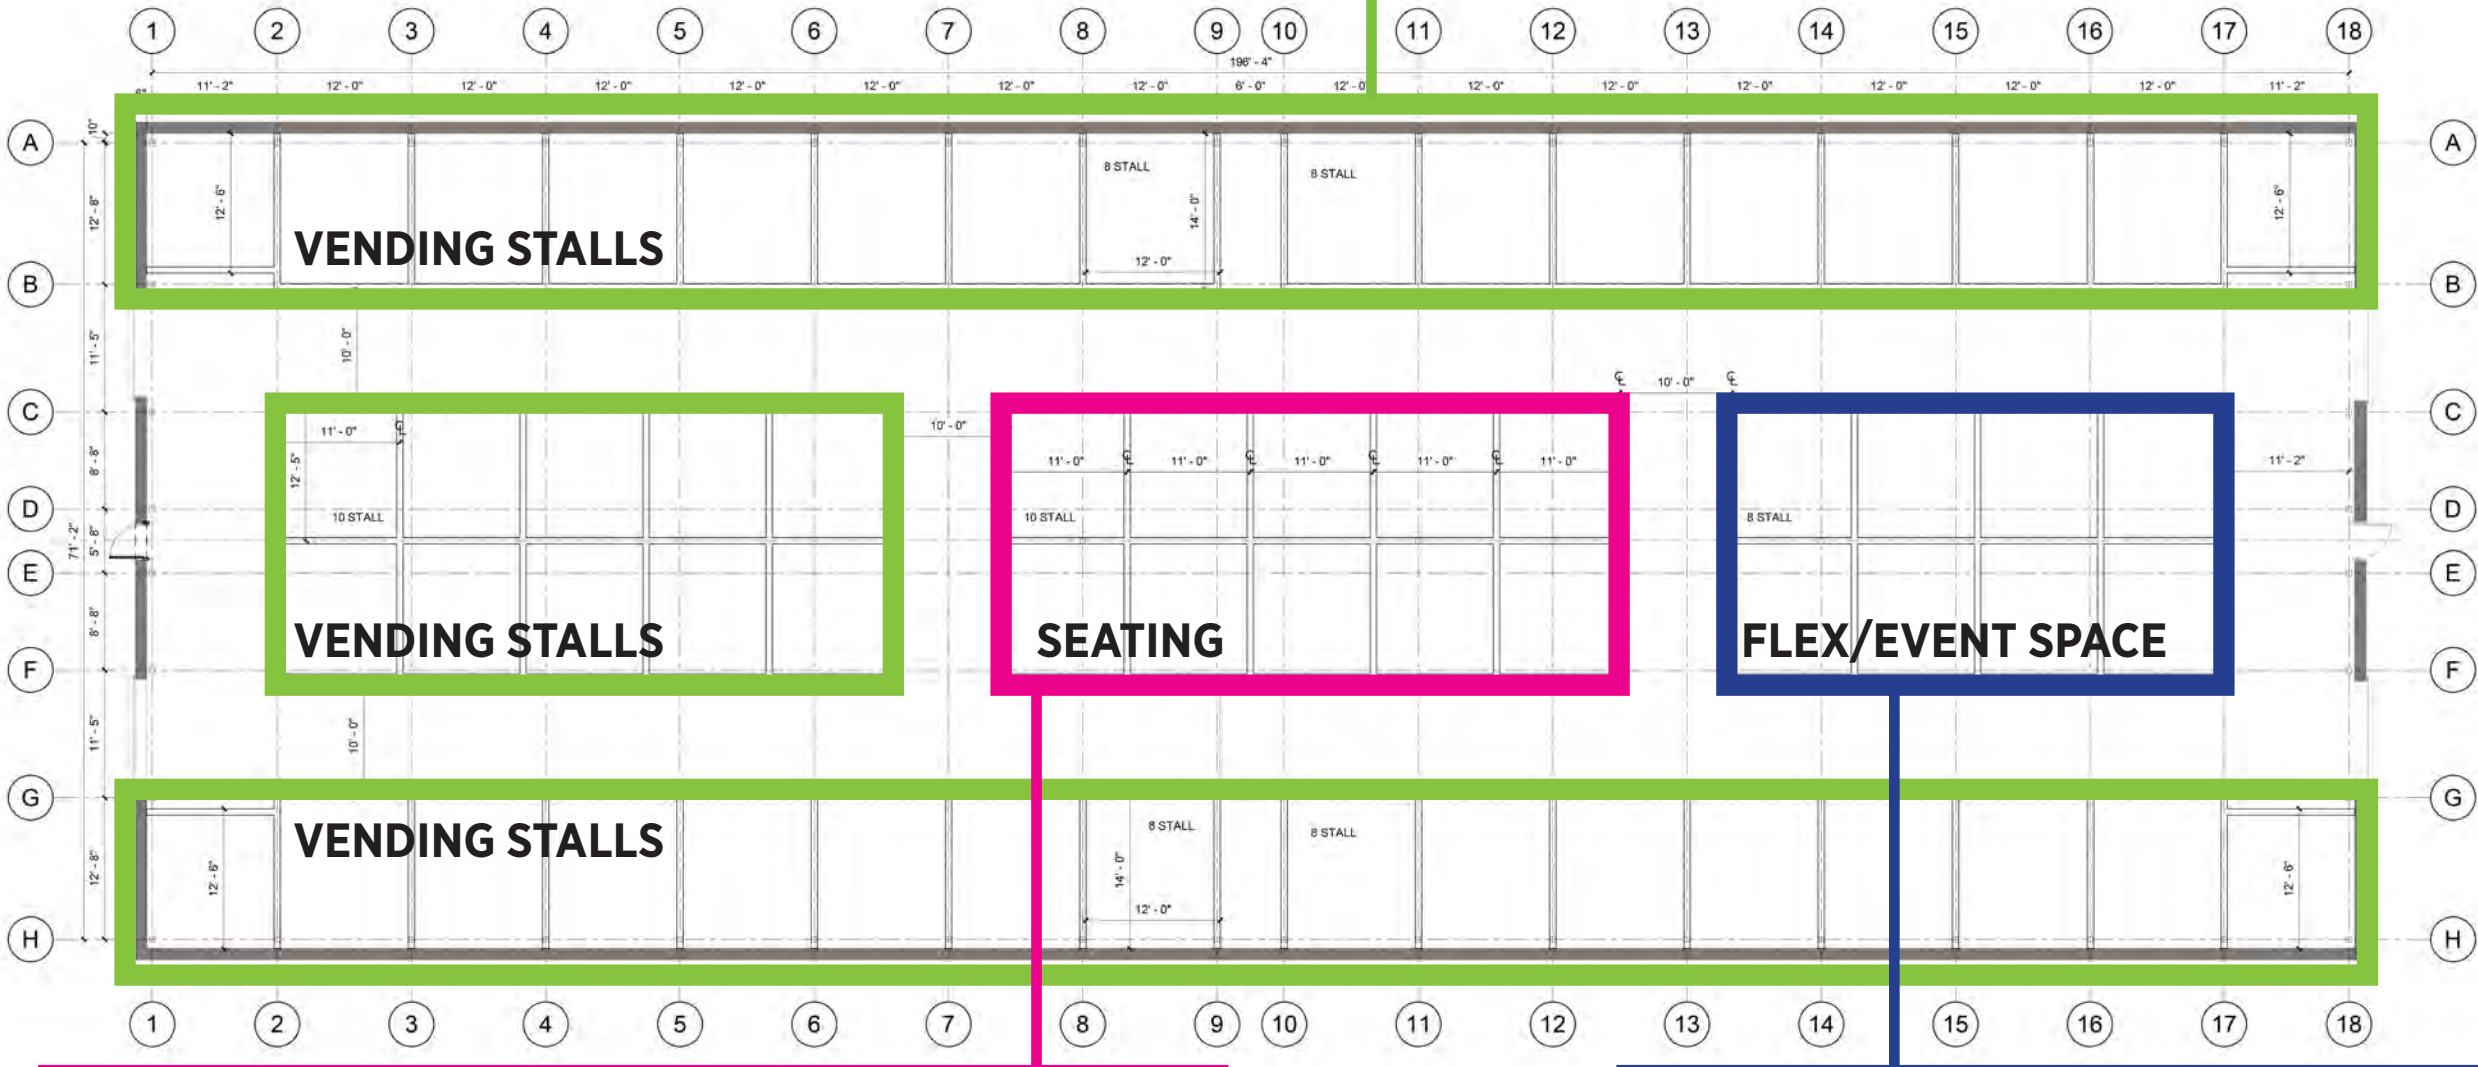 1 2 3 4 5 6 7 8 9 10 11 12 13 14 15 16 17 18
196' - 4"
11' - 2" 12' - 0" 12' - 0" 12' - 0" 12' - 0" 12' - 0" 12' - 0" 12' - 0" 6' - 0" 12' - 0 12' - 0" 12' - 0" 12' - 0" 12' - 0" 12' - 0" 12' - 0" 11' - 2"
6"
10"
A A
8 STALL 8 STALL
12' - 8" 12' - 6" 14' - 0" 12' - 6"
VENDING STALLS
12' - 0"
B B
11' - 5" 10' - 0"
℄ 10' - 0" ℄
C C
11' - 0" ℄ 10' - 0"
8' - 8" 12' - 5" 11' - 0" ℄ 11' - 0" ℄ 11' - 0" ℄ 11' - 0" ℄ 11' - 0" 11' - 2"
D 10 STALL 10 STALL 8 STALL D
71' - 2" 5' - 8"
E E
8' - 8"
VENDING STALLS SEATING FLEX/EVENT SPACE
F F
11' - 5" 10' - 0"
G G
8 STALL 8 STALL
VENDING STALLS
12' - 8" 12' - 6" 14' - 0" 12' - 6"
12' - 0"
H H
1 2 3 4 5 6 7 8 9 10 11 12 13 14 15 16 17 18